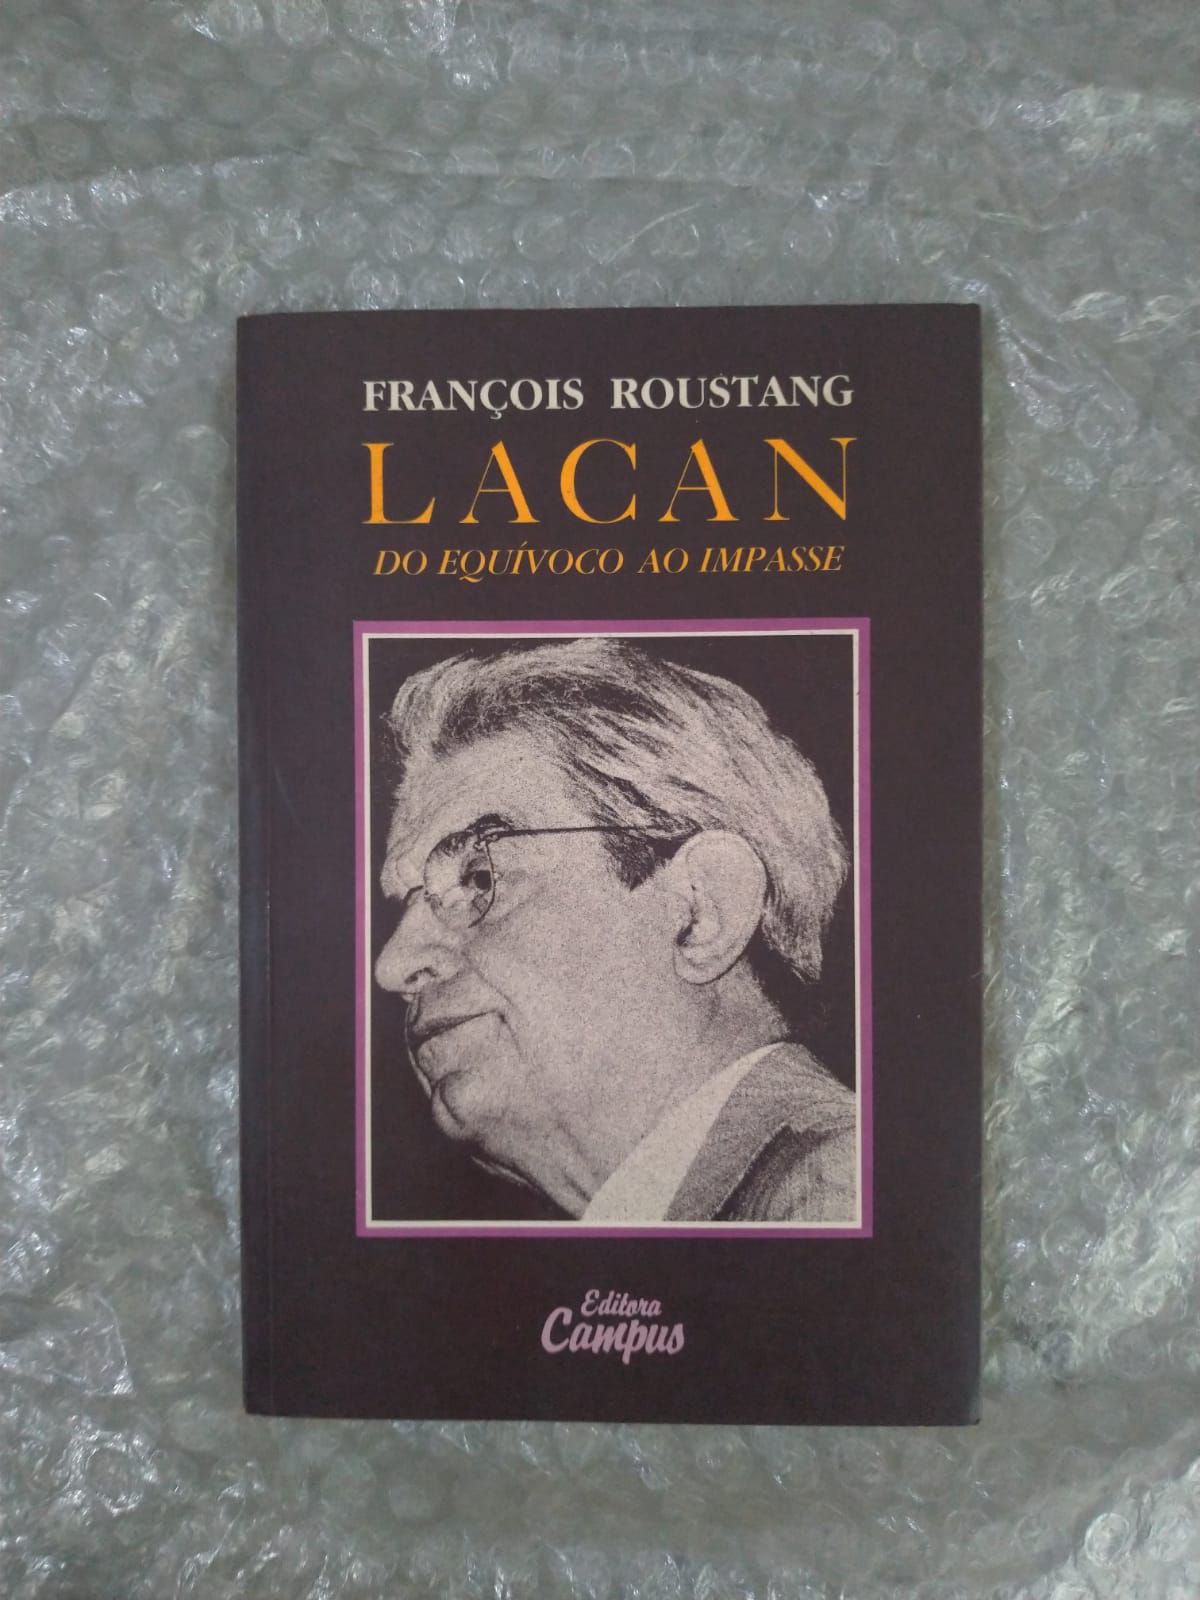 FRANÇOIS ROUSTANG
LACAN
DO EQUÍVOCO AO IMPASSE
Editora
Campus